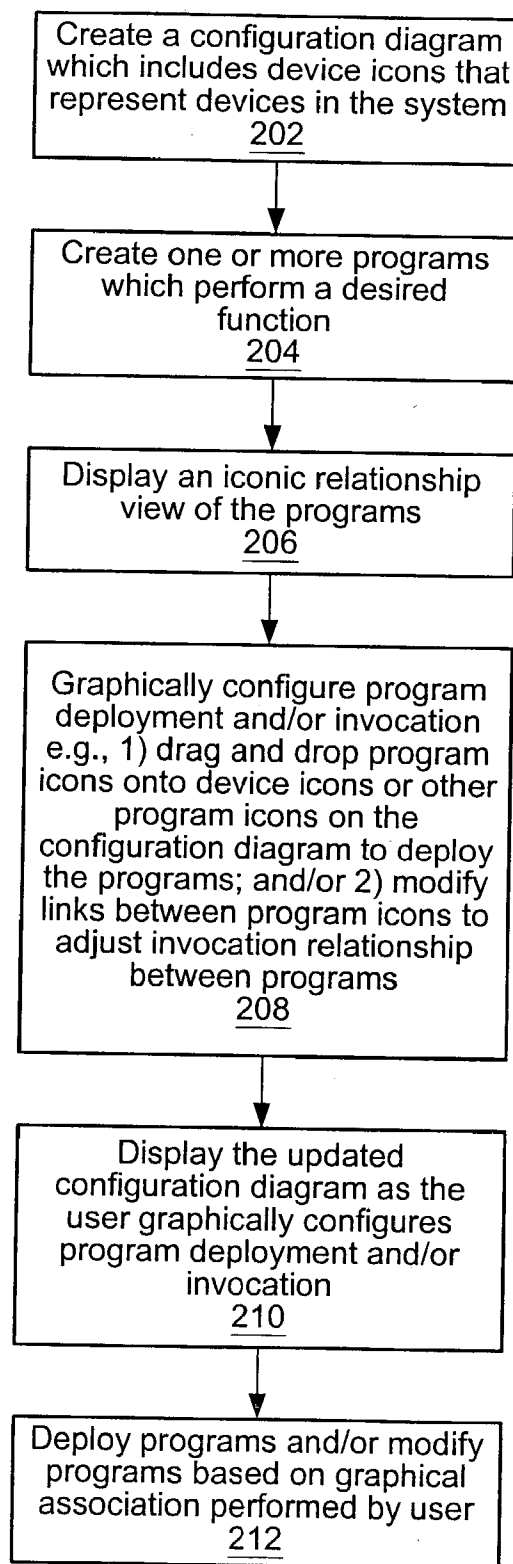 Create a configuration diagram
which includes device icons that
represent devices in the system
202
Create one or more programs
which perform a desired
function
204
Display an iconic relationship
view of the programs
206
Graphically configure program
deployment and/or invocation
e.g., 1) drag and drop program
icons onto device icons or other
program icons on the
configuration diagram to deploy
the programs; and/or 2) modify
links between program icons to
adjust invocation relationship
between programs
208
Display the updated
configuration diagram as the
user graphically configures
program deployment and/or
invocation
210
Deploy programs and/or modify
programs based on graphical
association performed by user
212